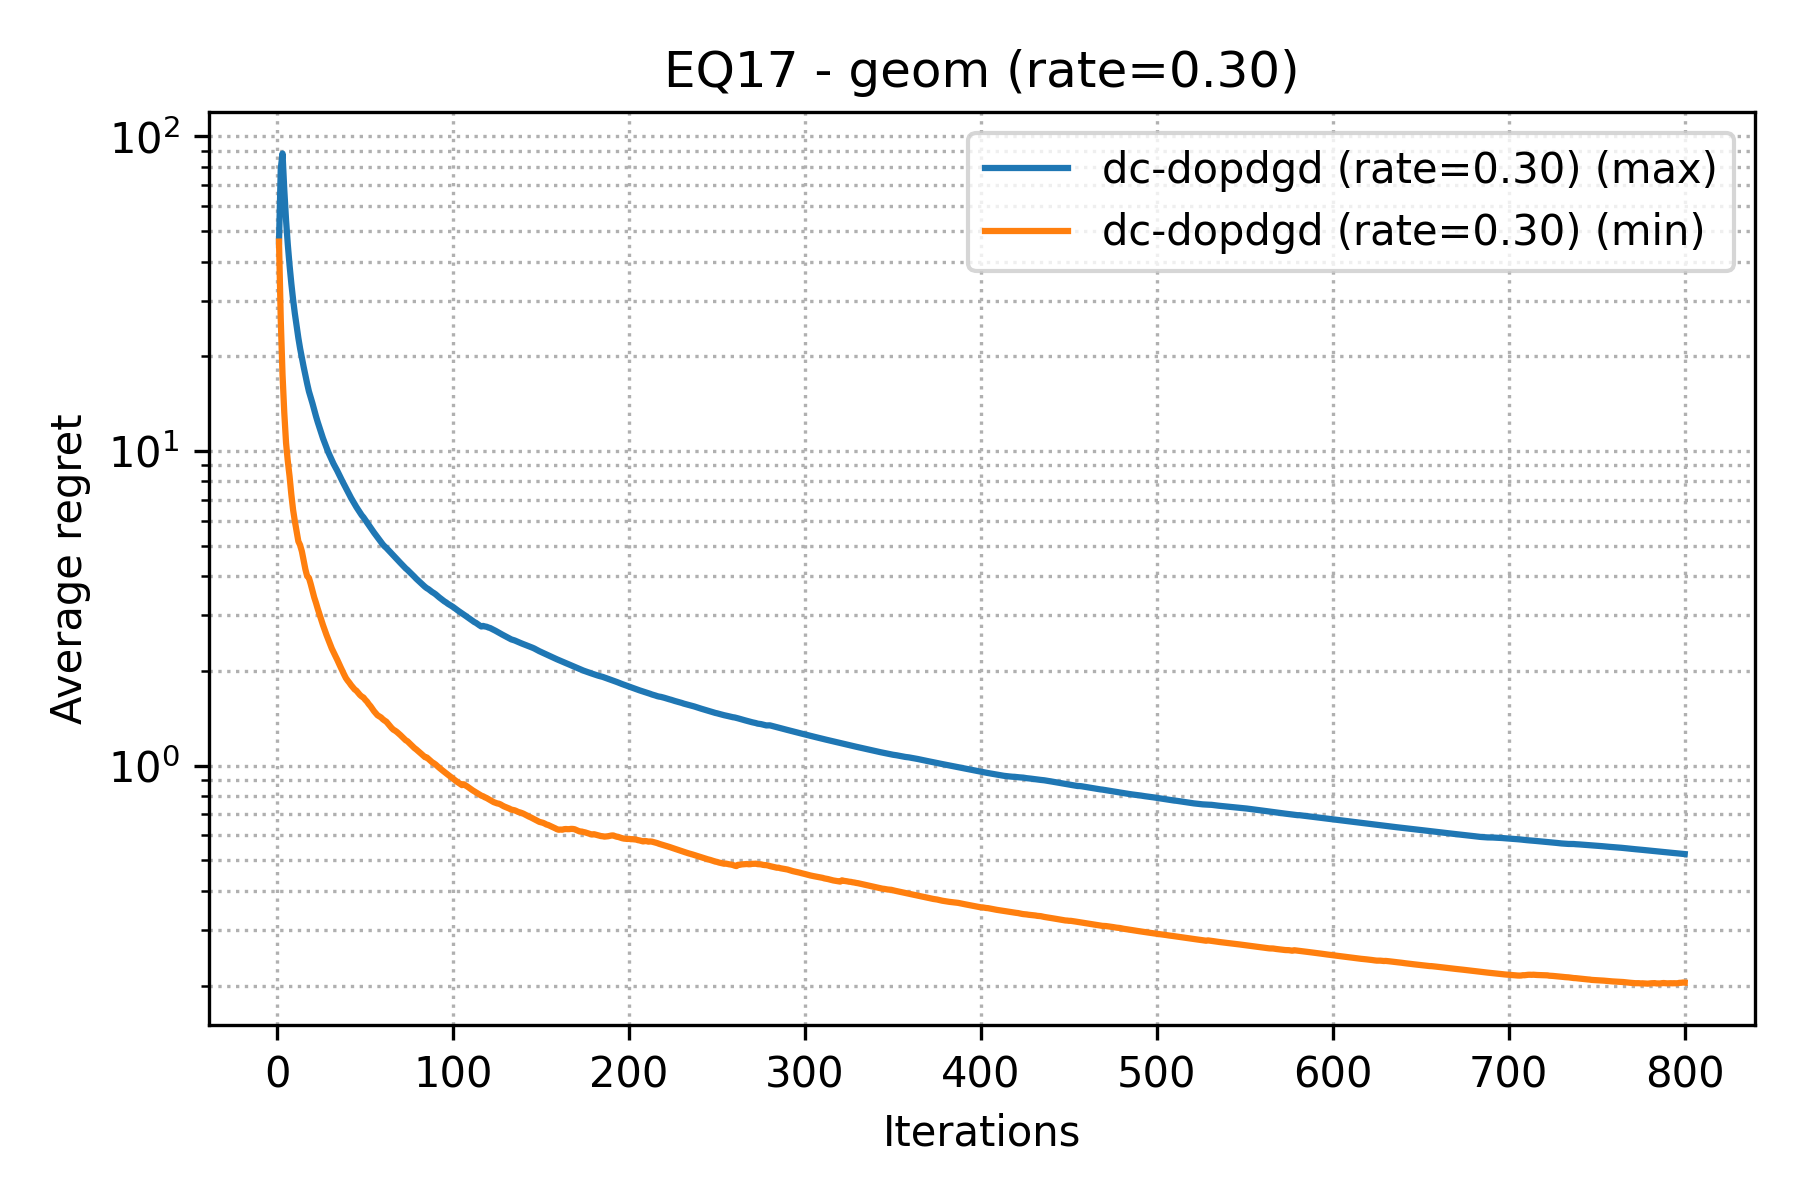 EQ17 - geom (rate=0.30)
dc-dopdgd (rate=0.30) (max)
dc-dopdgd (rate=0.30) (min)
Average regret
10²
10¹
10⁰
0 100 200 300 400 500 600 700 800
Iterations